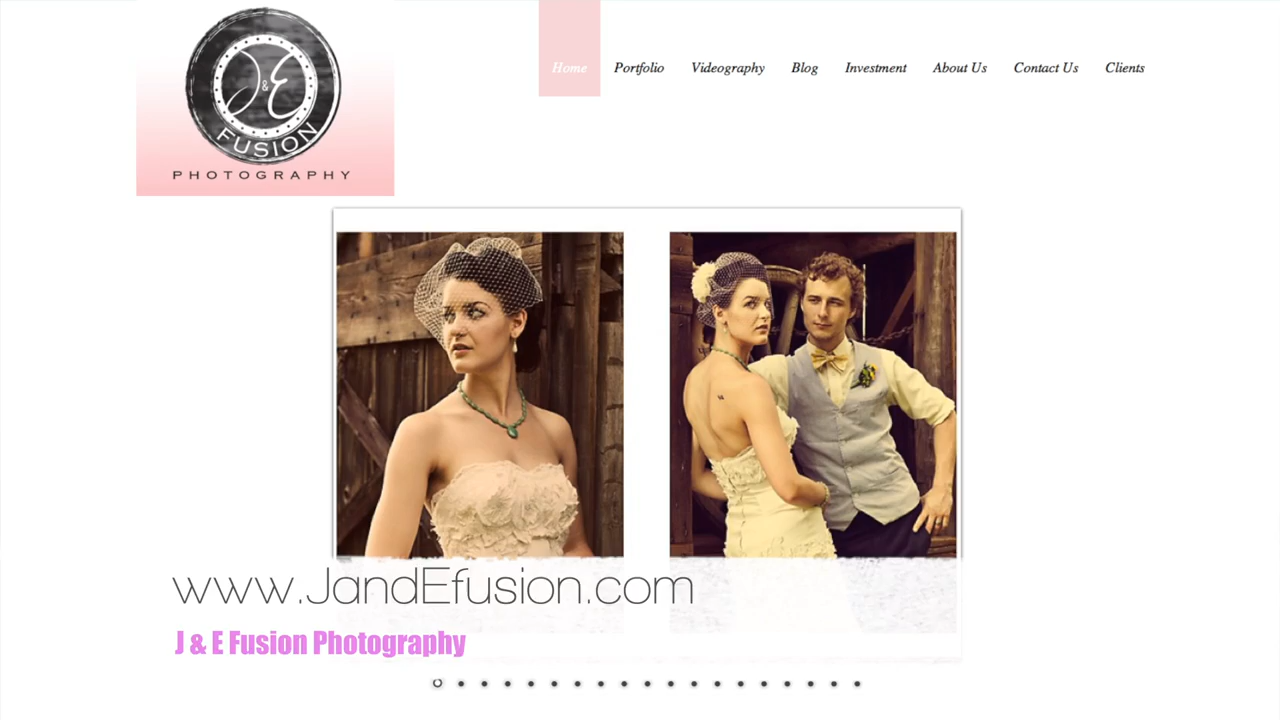 J & E
FUSION
PHOTOGRAPHY
Home Portfolio Videography Blog Investment About Us Contact Us Clients
www.JandEfusion.com
J & E Fusion Photography